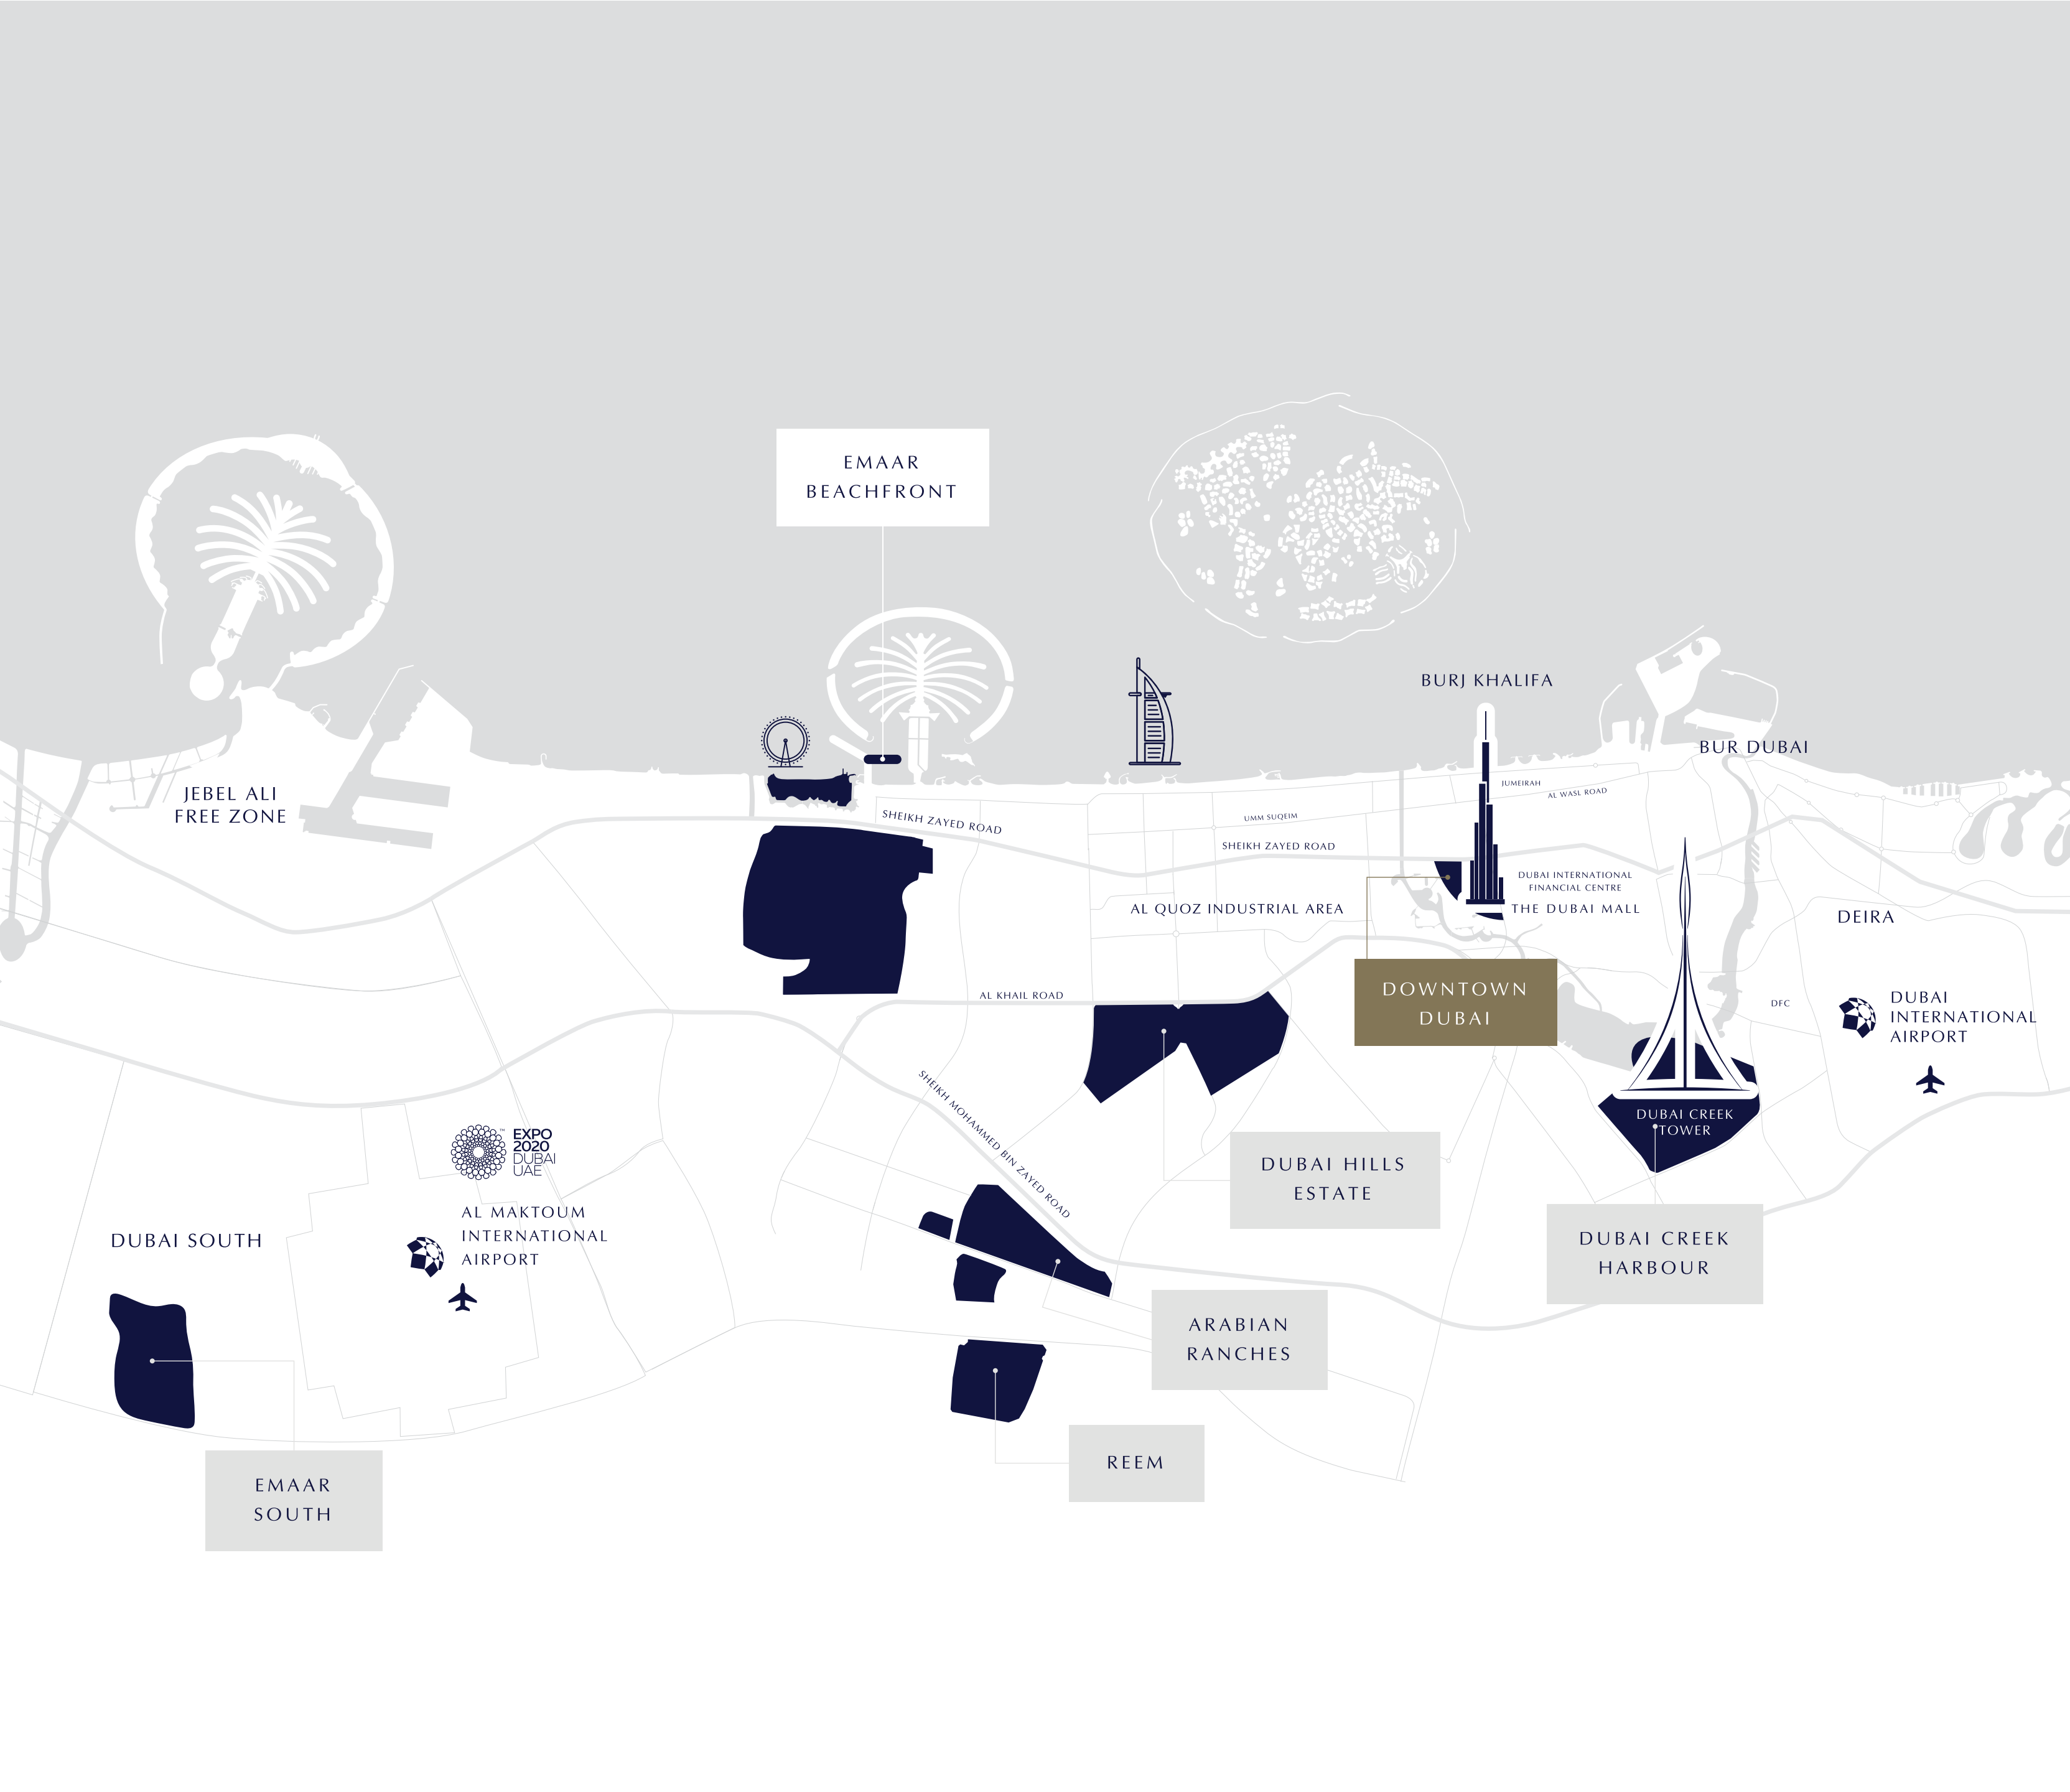 EMAAR
BEACHFRONT
BURJ KHALIFA
BUR DUBAI
JEBEL ALI
FREE ZONE
JUMEIRAH
AL WASL ROAD
SHEIKH ZAYED ROAD
UMM SUQEIM
SHEIKH ZAYED ROAD
DUBAI INTERNATIONAL
FINANCIAL CENTRE
AL QUOZ INDUSTRIAL AREA
THE DUBAI MALL
DEIRA
DOWNTOWN
DUBAI
AL KHAIL ROAD
DFC
DUBAI
INTERNATIONAL
AIRPORT
SHEIKH MOHAMMED BIN ZAYED ROAD
DUBAI CREEK
TOWER
EXPO
2020
DUBAI
UAE
™
DUBAI HILLS
ESTATE
AL MAKTOUM
INTERNATIONAL
AIRPORT
DUBAI SOUTH
DUBAI CREEK
HARBOUR
ARABIAN
RANCHES
REEM
EMAAR
SOUTH